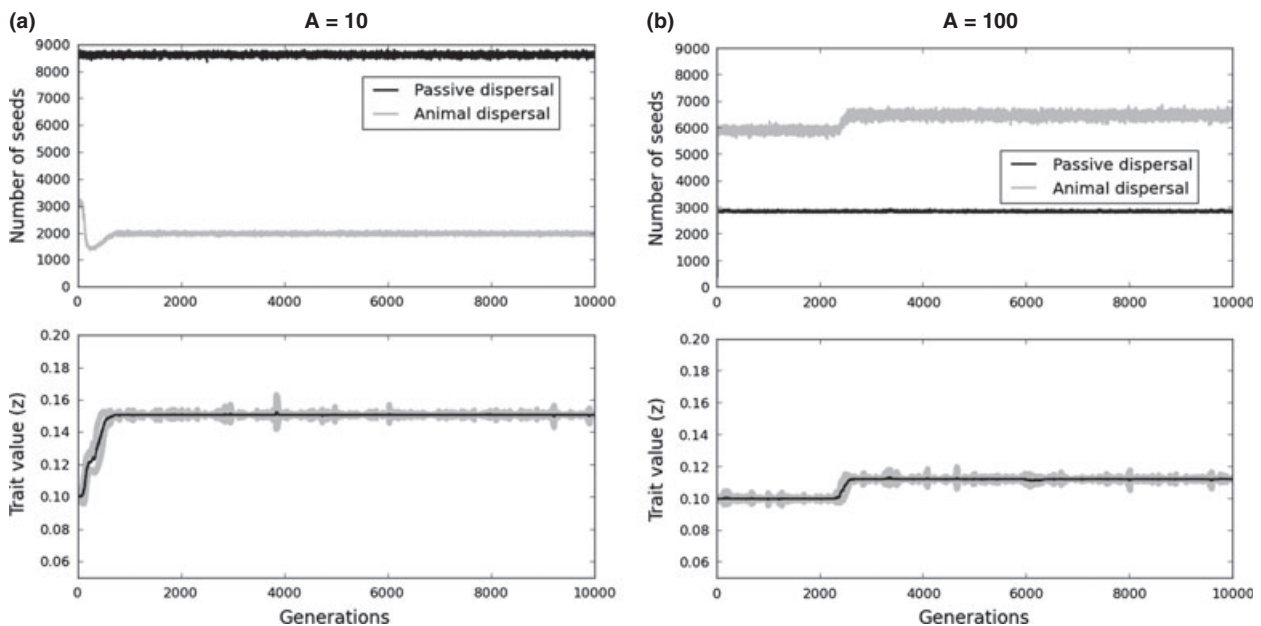 (a)
A = 10
Number of seeds
9000
8000
7000
6000
5000
4000
3000
2000
1000
0
Passive dispersal
Animal dispersal
0 2000 4000 6000 8000 10000
Trait value (z)
0.20
0.18
0.16
0.14
0.12
0.10
0.08
0.06
0 2000 4000 6000 8000 10000
Generations
(b)
A = 100
Number of seeds
9000
8000
7000
6000
5000
4000
3000
2000
1000
0
Passive dispersal
Animal dispersal
0 2000 4000 6000 8000 10000
Trait value (z)
0.20
0.18
0.16
0.14
0.12
0.10
0.08
0.06
0 2000 4000 6000 8000 10000
Generations